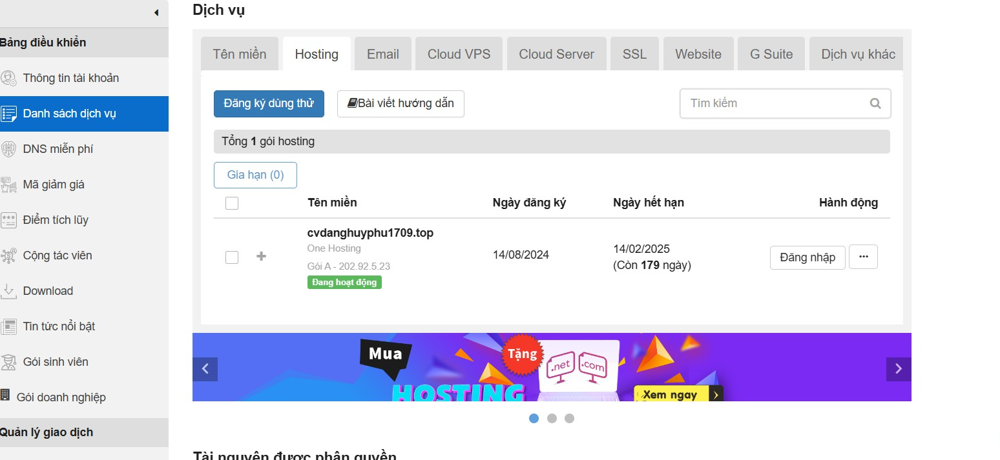 Bảng điều khiển
Thông tin tài khoản
Danh sách dịch vụ
DNS miễn phí
Mã giảm giá
Điểm tích lũy
Cộng tác viên
Download
Tin tức nổi bật
Gói sinh viên
Gói doanh nghiệp
Quản lý giao dịch
Dịch vụ
Tên miền Hosting Email Cloud VPS Cloud Server SSL Website G Suite Dịch vụ khác
Đăng ký dùng thử Bài viết hướng dẫn Tìm kiếm
Tổng 1 gói hosting
Gia hạn (0)
Tên miền Ngày đăng ký Ngày hết hạn Hành động
cvdanghuyphu1709.top
One Hosting
Gói A - 202.92.5.23
Đang hoạt động
14/08/2024
14/02/2025
(Còn 179 ngày)
Đăng nhập ...
Mua
HOSTING
Tặng
.net .com
Xem ngay
Tài nguyên được phân quyền